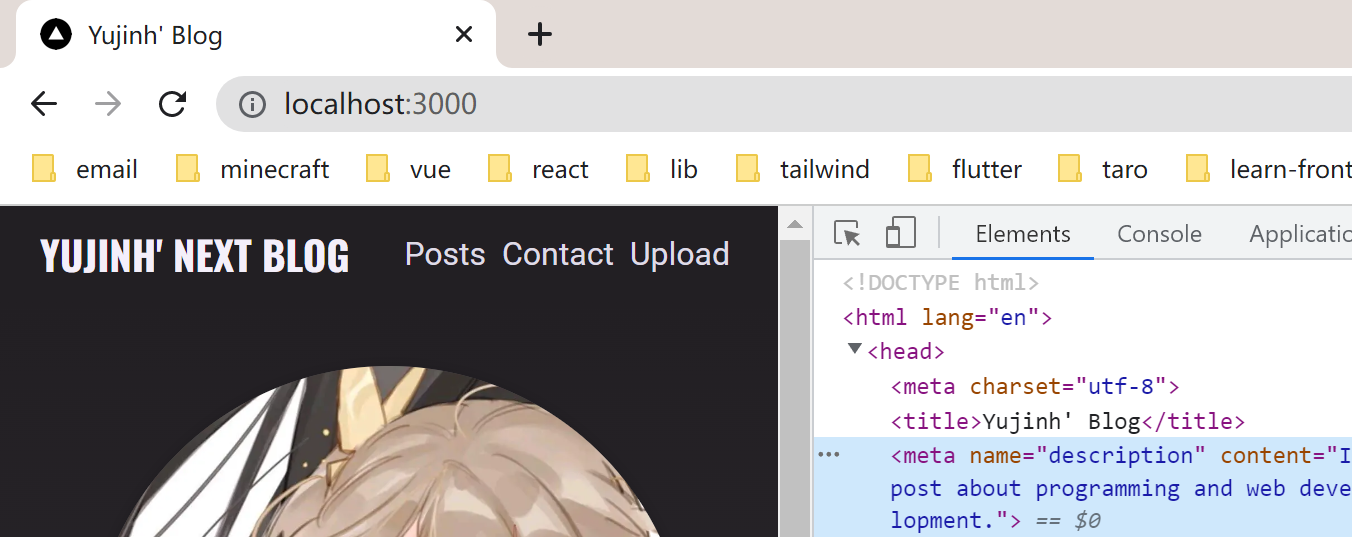 Yujinh' Blog
localhost:3000
email minecraft vue react lib tailwind flutter taro learn-front
YUJINH' NEXT BLOG Posts Contact Upload
Elements Console Applicatio
<!DOCTYPE html>
<html lang="en">
<head>
<meta charset="utf-8">
<title>Yujinh' Blog</title>
<meta name="description" content="I
post about programming and web deve
lopment."> == $0